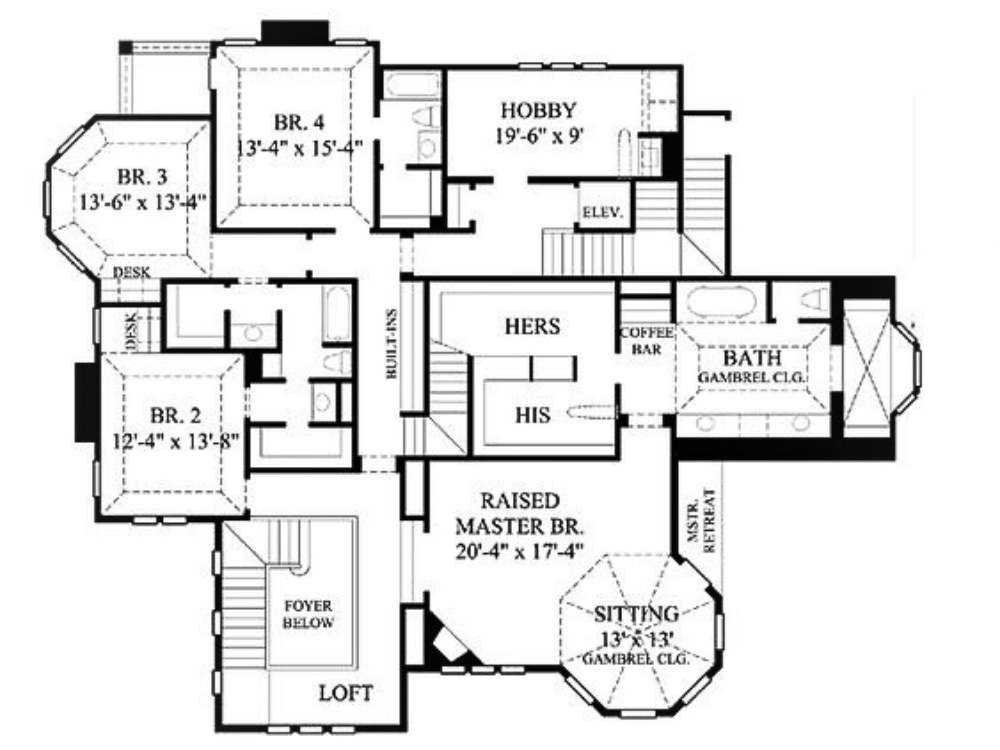 BR. 4
13'-4" x 15'-4"
HOBBY
19'-6" x 9'
BR. 3
13'-6" x 13'-4"
ELEV.
DESK
DESK
BUILT-INS
HERS
COFFEE
BAR
BATH
GAMBREL CLG.
BR. 2
12'-4" x 13'-8"
HIS
RAISED
MASTER BR.
20'-4" x 17'-4"
MSTR.
RETREAT
FOYER
BELOW
SITTING
13' x 13'
GAMBREL CLG.
LOFT